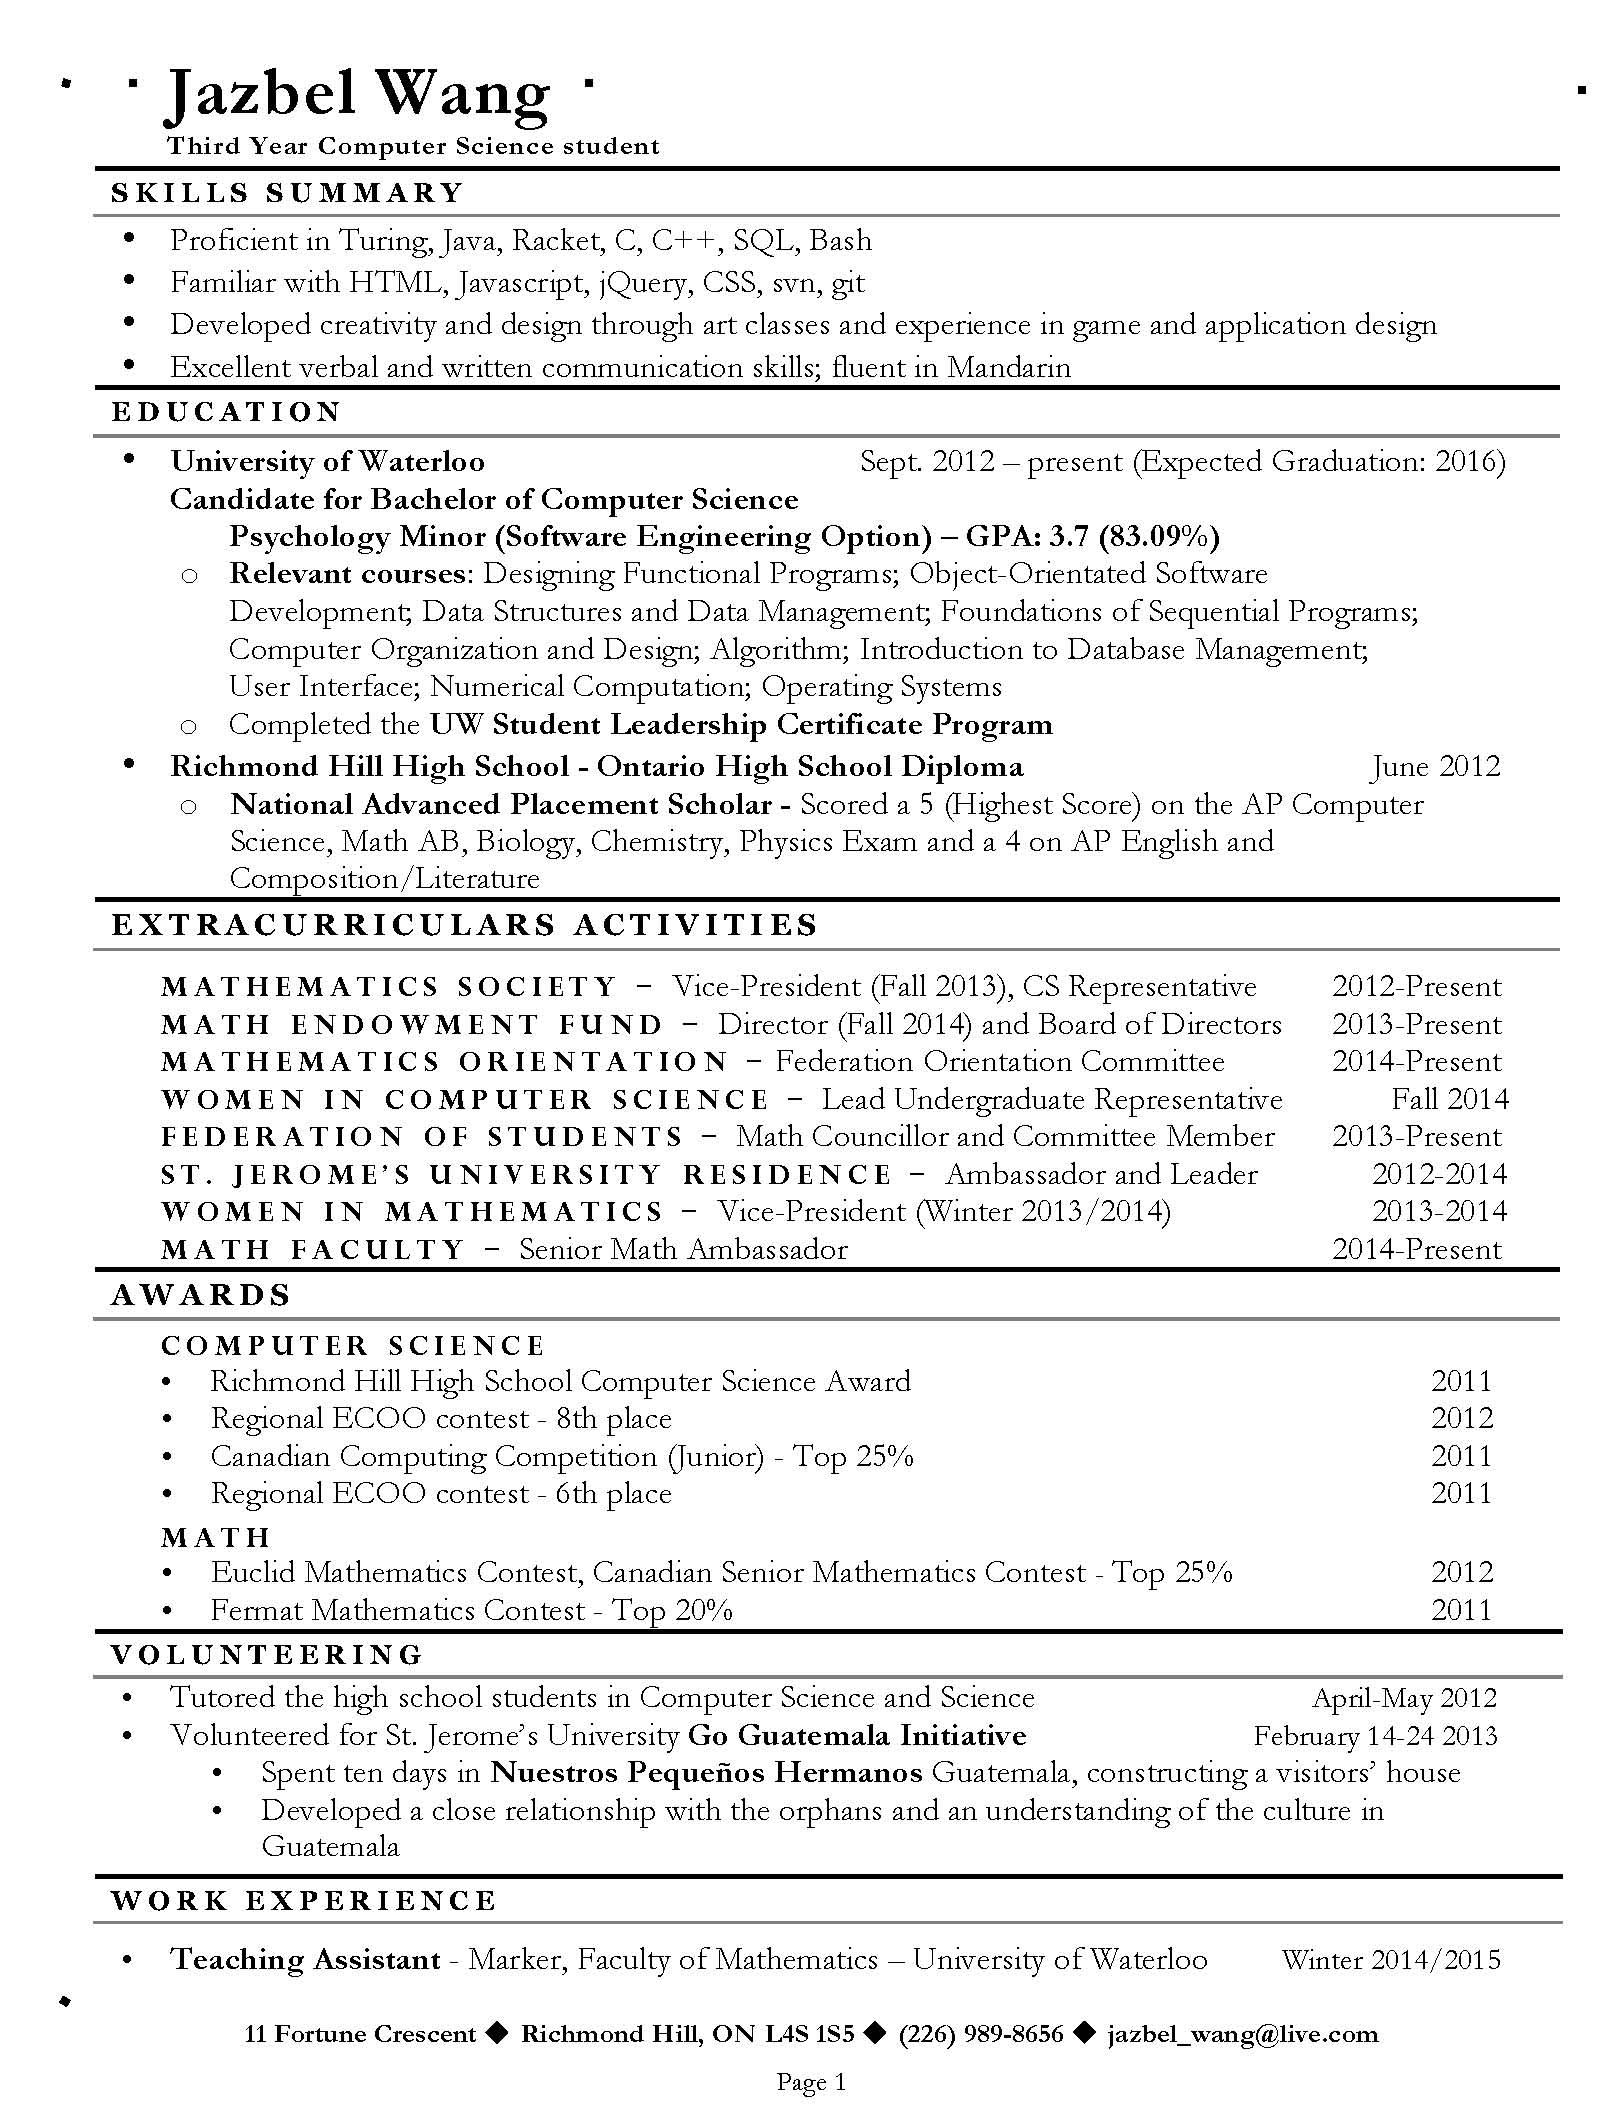 Jazbel Wang
Third Year Computer Science student
SKILLS SUMMARY
• Proficient in Turing, Java, Racket, C, C++, SQL, Bash
• Familiar with HTML, Javascript, jQuery, CSS, svn, git
• Developed creativity and design through art classes and experience in game and application design
• Excellent verbal and written communication skills; fluent in Mandarin
EDUCATION
• University of Waterloo Sept. 2012 – present (Expected Graduation: 2016)
Candidate for Bachelor of Computer Science
Psychology Minor (Software Engineering Option) – GPA: 3.7 (83.09%)
o Relevant courses: Designing Functional Programs; Object-Orientated Software
Development; Data Structures and Data Management; Foundations of Sequential Programs;
Computer Organization and Design; Algorithm; Introduction to Database Management;
User Interface; Numerical Computation; Operating Systems
o Completed the UW Student Leadership Certificate Program
• Richmond Hill High School - Ontario High School Diploma June 2012
o National Advanced Placement Scholar - Scored a 5 (Highest Score) on the AP Computer
Science, Math AB, Biology, Chemistry, Physics Exam and a 4 on AP English and
Composition/Literature
EXTRACURRICULARS ACTIVITIES
MATHEMATICS SOCIETY – Vice-President (Fall 2013), CS Representative 2012-Present
MATH ENDOWMENT FUND – Director (Fall 2014) and Board of Directors 2013-Present
MATHEMATICS ORIENTATION – Federation Orientation Committee 2014-Present
WOMEN IN COMPUTER SCIENCE – Lead Undergraduate Representative Fall 2014
FEDERATION OF STUDENTS – Math Councillor and Committee Member 2013-Present
ST. JEROME'S UNIVERSITY RESIDENCE – Ambassador and Leader 2012-2014
WOMEN IN MATHEMATICS – Vice-President (Winter 2013/2014) 2013-2014
MATH FACULTY – Senior Math Ambassador 2014-Present
AWARDS
COMPUTER SCIENCE
• Richmond Hill High School Computer Science Award 2011
• Regional ECOO contest - 8th place 2012
• Canadian Computing Competition (Junior) - Top 25% 2011
• Regional ECOO contest - 6th place 2011
MATH
• Euclid Mathematics Contest, Canadian Senior Mathematics Contest - Top 25% 2012
• Fermat Mathematics Contest - Top 20% 2011
VOLUNTEERING
• Tutored the high school students in Computer Science and Science April-May 2012
• Volunteered for St. Jerome's University Go Guatemala Initiative February 14-24 2013
• Spent ten days in Nuestros Pequeños Hermanos Guatemala, constructing a visitors' house
• Developed a close relationship with the orphans and an understanding of the culture in
Guatemala
WORK EXPERIENCE
• Teaching Assistant - Marker, Faculty of Mathematics – University of Waterloo Winter 2014/2015
11 Fortune Crescent ◆ Richmond Hill, ON L4S 1S5 ◆ (226) 989-8656 ◆ jazbel_wang@live.com
Page 1